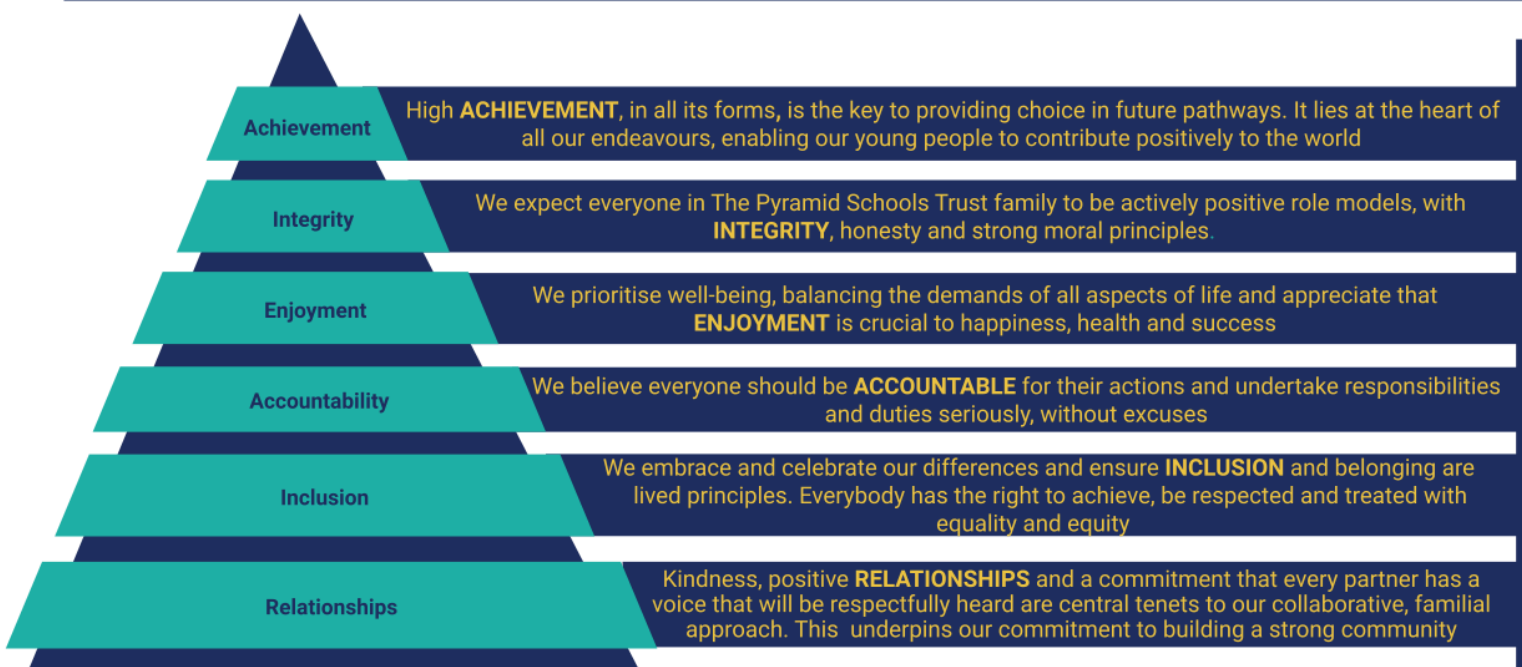 Achievement
High ACHIEVEMENT, in all its forms, is the key to providing choice in future pathways. It lies at the heart of
all our endeavours, enabling our young people to contribute positively to the world
Integrity
We expect everyone in The Pyramid Schools Trust family to be actively positive role models, with
INTEGRITY, honesty and strong moral principles.
Enjoyment
We prioritise well-being, balancing the demands of all aspects of life and appreciate that
ENJOYMENT is crucial to happiness, health and success
Accountability
We believe everyone should be ACCOUNTABLE for their actions and undertake responsibilities
and duties seriously, without excuses
Inclusion
We embrace and celebrate our differences and ensure INCLUSION and belonging are
lived principles. Everybody has the right to achieve, be respected and treated with
equality and equity
Relationships
Kindness, positive RELATIONSHIPS and a commitment that every partner has a
voice that will be respectfully heard are central tenets to our collaborative, familial
approach. This  underpins our commitment to building a strong community